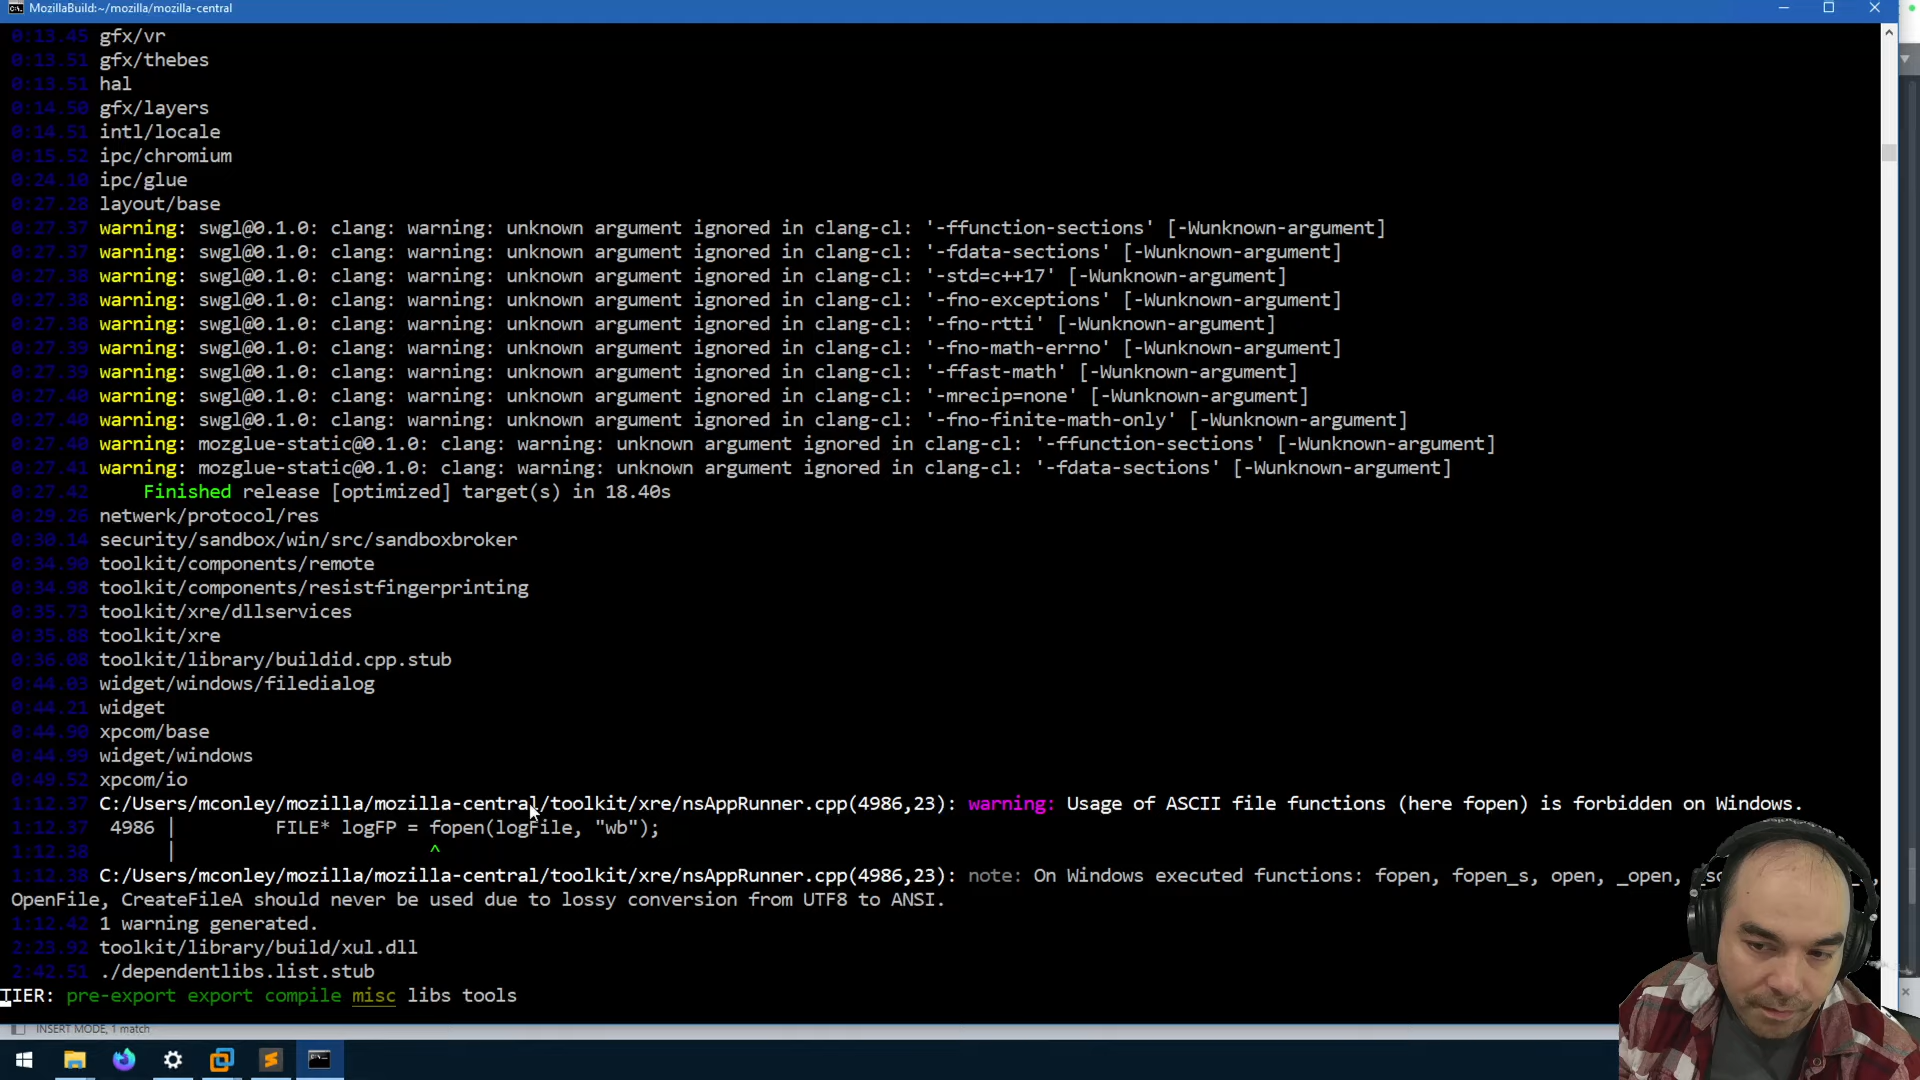 MozillaBuild:~/mozilla/mozilla-central
0:13.45 gfx/vr
0:13.51 gfx/thebes
0:13.51 hal
0:14.50 gfx/layers
0:14.51 intl/locale
0:15.52 ipc/chromium
0:24.10 ipc/glue
0:27.28 layout/base
0:27.37 warning: swgl@0.1.0: clang: warning: unknown argument ignored in clang-cl: '-ffunction-sections' [-Wunknown-argument]
0:27.37 warning: swgl@0.1.0: clang: warning: unknown argument ignored in clang-cl: '-fdata-sections' [-Wunknown-argument]
0:27.38 warning: swgl@0.1.0: clang: warning: unknown argument ignored in clang-cl: '-std=c++17' [-Wunknown-argument]
0:27.38 warning: swgl@0.1.0: clang: warning: unknown argument ignored in clang-cl: '-fno-exceptions' [-Wunknown-argument]
0:27.38 warning: swgl@0.1.0: clang: warning: unknown argument ignored in clang-cl: '-fno-rtti' [-Wunknown-argument]
0:27.39 warning: swgl@0.1.0: clang: warning: unknown argument ignored in clang-cl: '-fno-math-errno' [-Wunknown-argument]
0:27.39 warning: swgl@0.1.0: clang: warning: unknown argument ignored in clang-cl: '-ffast-math' [-Wunknown-argument]
0:27.40 warning: swgl@0.1.0: clang: warning: unknown argument ignored in clang-cl: '-mrecip=none' [-Wunknown-argument]
0:27.40 warning: swgl@0.1.0: clang: warning: unknown argument ignored in clang-cl: '-fno-finite-math-only' [-Wunknown-argument]
0:27.40 warning: mozglue-static@0.1.0: clang: warning: unknown argument ignored in clang-cl: '-ffunction-sections' [-Wunknown-argument]
0:27.41 warning: mozglue-static@0.1.0: clang: warning: unknown argument ignored in clang-cl: '-fdata-sections' [-Wunknown-argument]
0:27.42     Finished release [optimized] target(s) in 18.40s
0:29.26 netwerk/protocol/res
0:30.14 security/sandbox/win/src/sandboxbroker
0:34.90 toolkit/components/remote
0:34.98 toolkit/components/resistfingerprinting
0:35.73 toolkit/xre/dllservices
0:35.88 toolkit/xre
0:36.08 toolkit/library/buildid.cpp.stub
0:44.03 widget/windows/filedialog
0:44.21 widget
0:44.90 xpcom/base
0:44.99 widget/windows
0:49.52 xpcom/io
1:12.37 C:/Users/mconley/mozilla/mozilla-central/toolkit/xre/nsAppRunner.cpp(4986,23): warning: Usage of ASCII file functions (here fopen) is forbidden on Windows.
1:12.37  4986 |         FILE* logFP = fopen(logFile, "wb");
1:12.38       |                       ^
1:12.38 C:/Users/mconley/mozilla/mozilla-central/toolkit/xre/nsAppRunner.cpp(4986,23): note: On Windows executed functions: fopen, fopen_s, open, _open,
OpenFile, CreateFileA should never be used due to lossy conversion from UTF8 to ANSI.
1:12.42 1 warning generated.
2:23.92 toolkit/library/build/xul.dll
2:42.51 ./dependentlibs.list.stub
TIER: pre-export export compile misc libs tools
INSERT MODE, 1 match